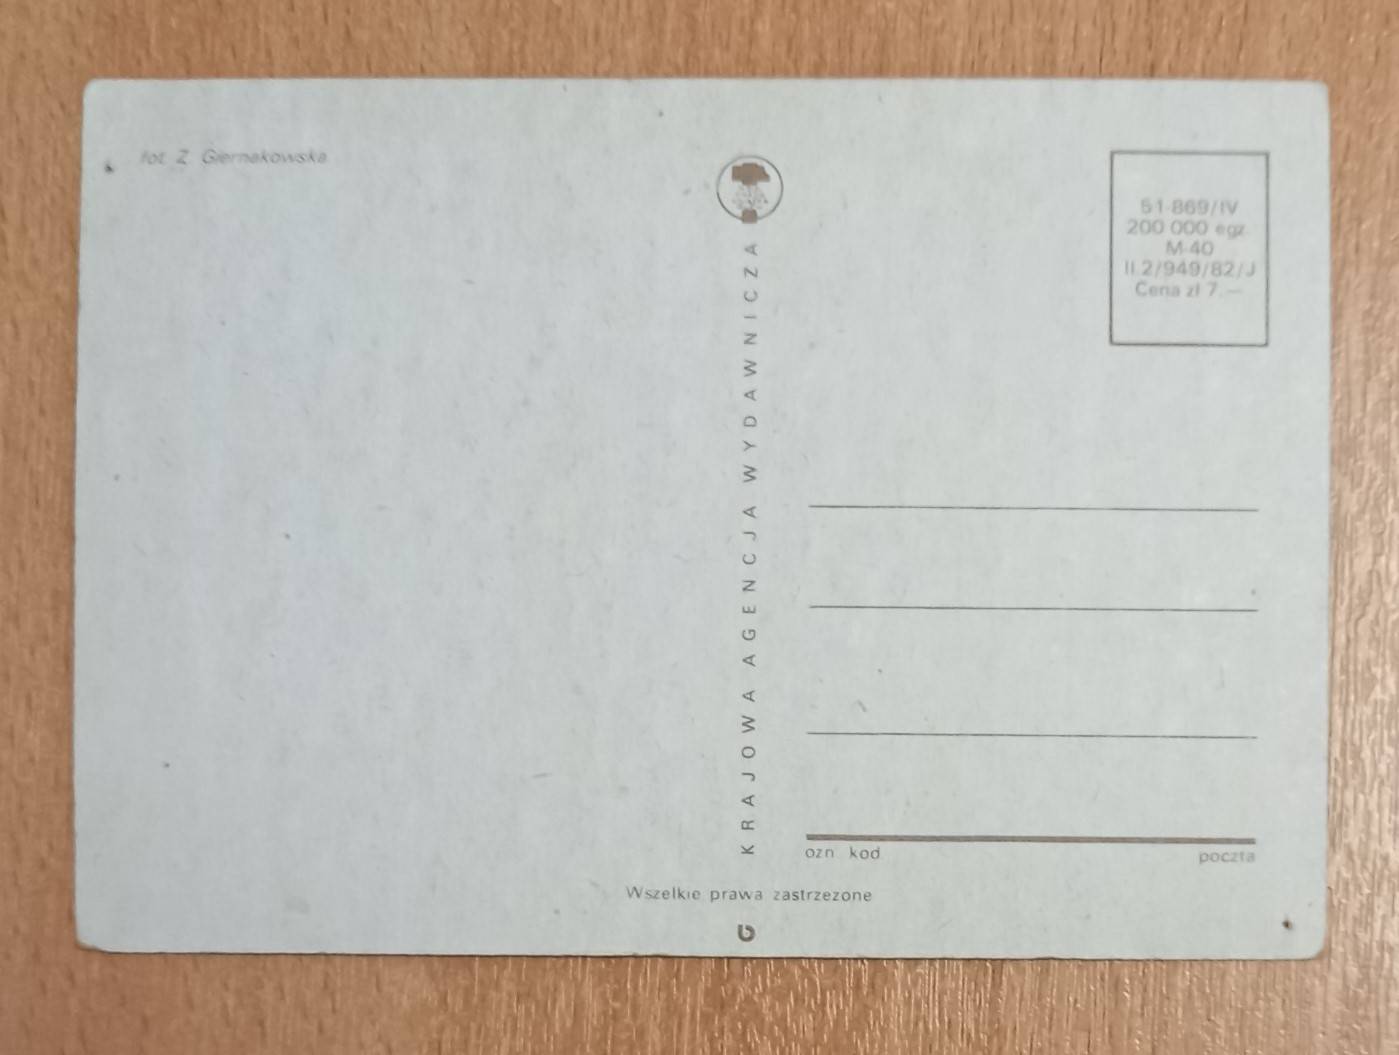 fot. Z. Giernakowska
51-869/IV
200 000 egz.
M-40
II.2/949/82/J
Cena zł 7.—
KRAJOWA AGENCJA WYDAWNICZA
ozn. kod
poczta
Wszelkie prawa zastrzeżone